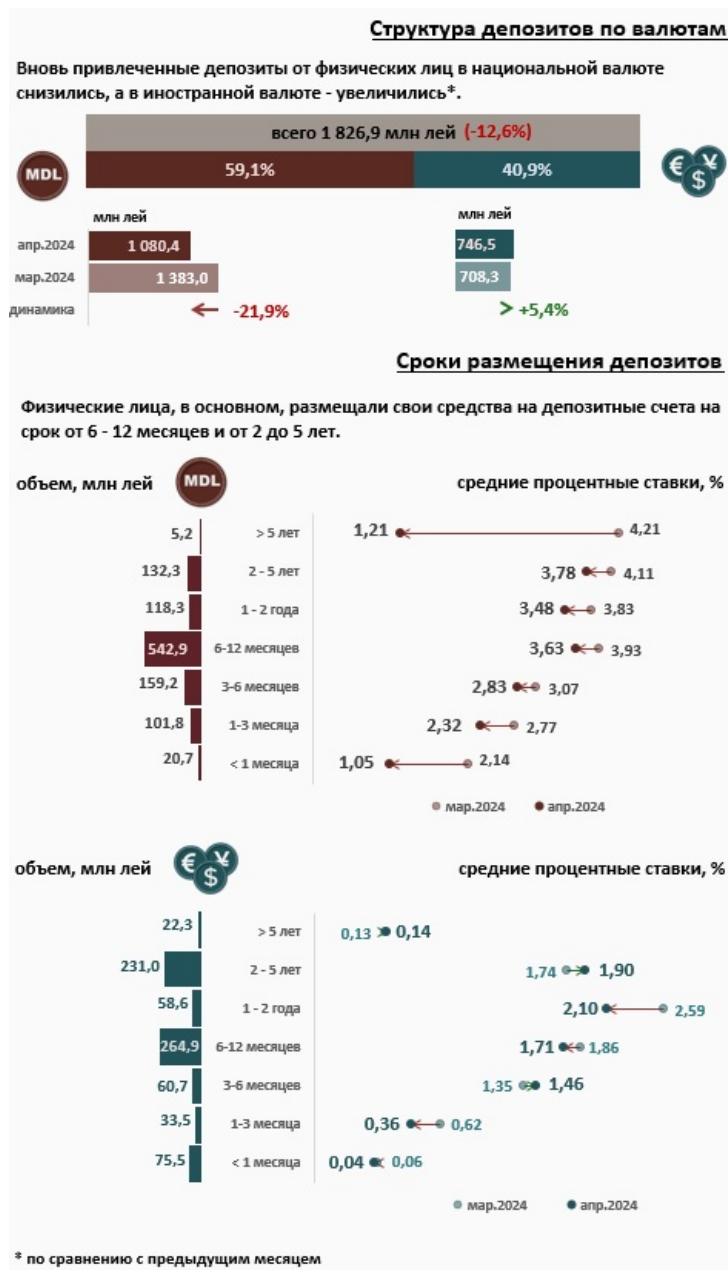 Структура депозитов по валютам
Вновь привлеченные депозиты от физических лиц в национальной валюте
снизились, а в иностранной валюте - увеличились*.
всего 1 826,9 млн лей (-12,6%)
MDL 59,1% 40,9% € ¥ $
млн лей млн лей
апр.2024 1 080,4 746,5
мар.2024 1 383,0 708,3
динамика -21,9% +5,4%
Сроки размещения депозитов
Физические лица, в основном, размещали свои средства на депозитные счета на
срок от 6 - 12 месяцев и от 2 до 5 лет.
объем, млн лей MDL средние процентные ставки, %
5,2 > 5 лет 1,21 4,21
132,3 2 - 5 лет 3,78 4,11
118,3 1 - 2 года 3,48 3,83
542,9 6-12 месяцев 3,63 3,93
159,2 3-6 месяцев 2,83 3,07
101,8 1-3 месяца 2,32 2,77
20,7 < 1 месяца 1,05 2,14
мар.2024 апр.2024
объем, млн лей € ¥ $ средние процентные ставки, %
22,3 > 5 лет 0,13 0,14
231,0 2 - 5 лет 1,74 1,90
58,6 1 - 2 года 2,10 2,59
264,9 6-12 месяцев 1,71 1,86
60,7 3-6 месяцев 1,35 1,46
33,5 1-3 месяца 0,36 0,62
75,5 < 1 месяца 0,04 0,06
мар.2024 апр.2024
* по сравнению с предыдущим месяцем